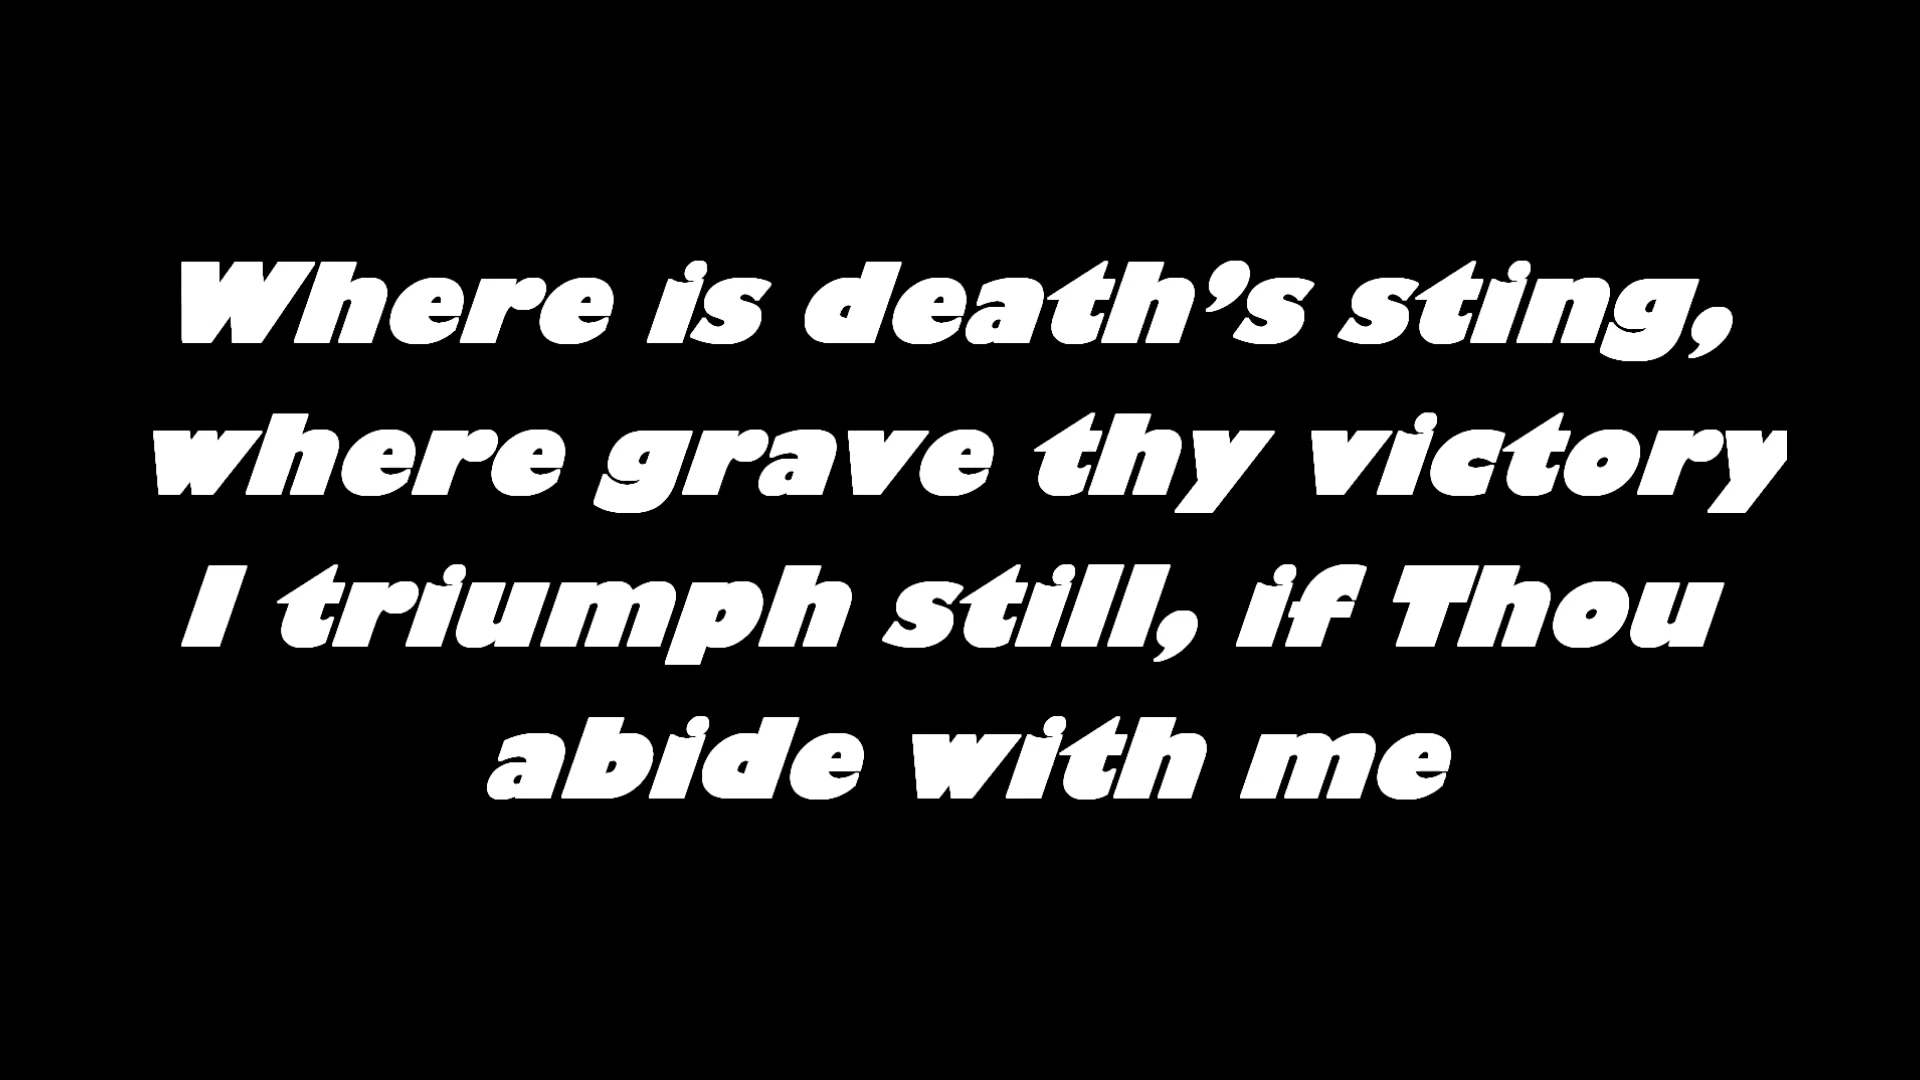 Where is death’s sting,
where grave thy victory
I triumph still, if Thou
abide with me